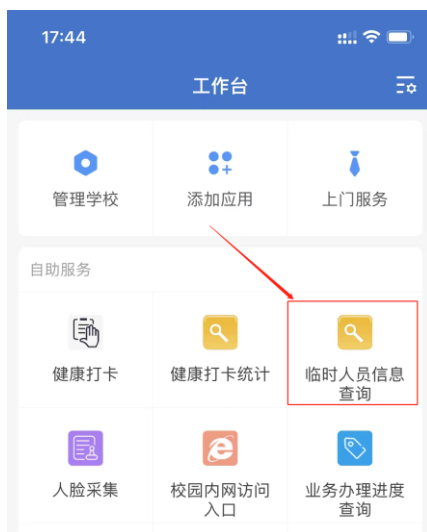 17:44
工作台
管理学校
添加应用
上门服务
自助服务
健康打卡
健康打卡统计
临时人员信息
查询
人脸采集
校园内网访问
入口
业务办理进度
查询